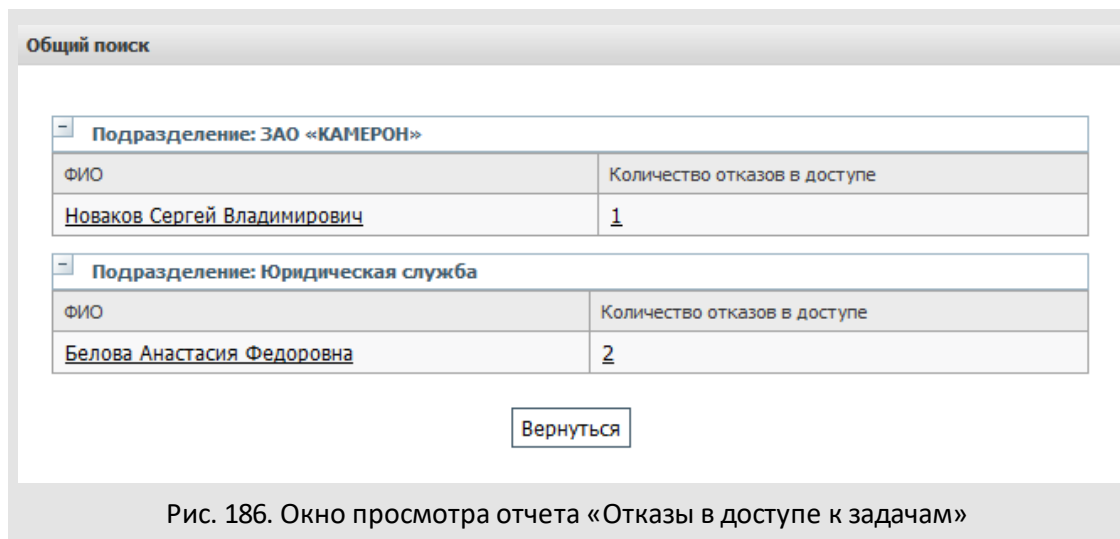 Общий поиск
Подразделение: ЗАО «КАМЕРОН»
ФИО Количество отказов в доступе
Новаков Сергей Владимирович 1
Подразделение: Юридическая служба
ФИО Количество отказов в доступе
Белова Анастасия Федоровна 2
Вернуться
Рис. 186. Окно просмотра отчета «Отказы в доступе к задачам»